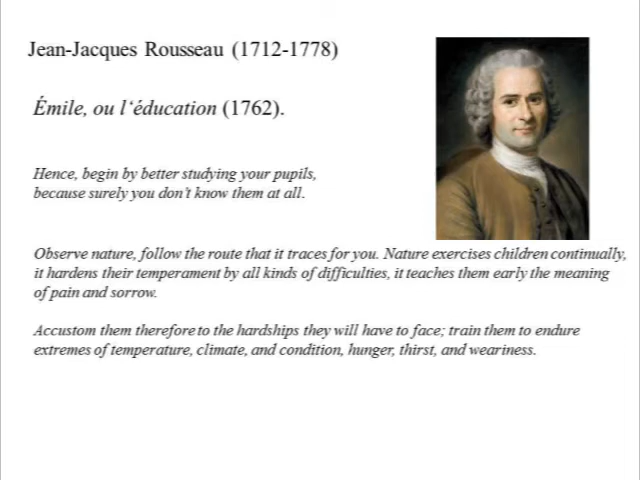 Jean-Jacques Rousseau (1712-1778)
Émile, ou l‘éducation (1762).
Hence, begin by better studying your pupils,
because surely you don’t know them at all.
Observe nature, follow the route that it traces for you. Nature exercises children continually,
it hardens their temperament by all kinds of difficulties, it teaches them early the meaning
of pain and sorrow.
Accustom them therefore to the hardships they will have to face; train them to endure
extremes of temperature, climate, and condition, hunger, thirst, and weariness.